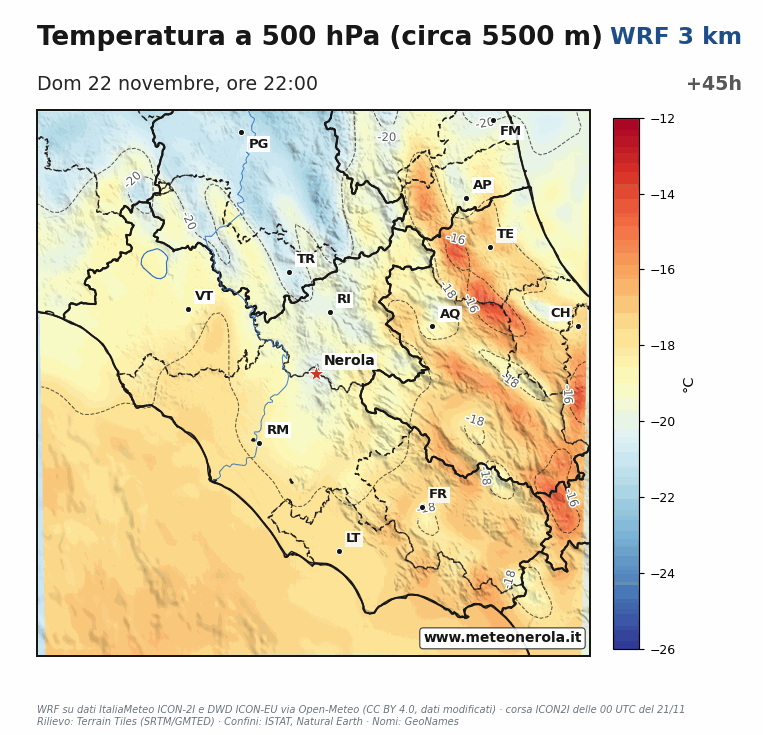 Temperatura a 500 hPa (circa 5500 m) WRF 3 km
Dom 22 novembre, ore 22:00 +45h
-20 -20 FM
PG
-20
AP
-20
TE
-16
TR
-18
VT RI -16 AQ CH
Nerola
-18
-16
-18
RM
-18
FR
-18
-16
LT
-18
www.meteonerola.it
−12
−14
−16
−18
−20
−22
−24
−26
°C
WRF su dati ItaliaMeteo ICON-2I e DWD ICON-EU via Open-Meteo (CC BY 4.0, dati modificati) · corsa ICON2I delle 00 UTC del 21/11
Rilievo: Terrain Tiles (SRTM/GMTED) · Confini: ISTAT, Natural Earth · Nomi: GeoNames